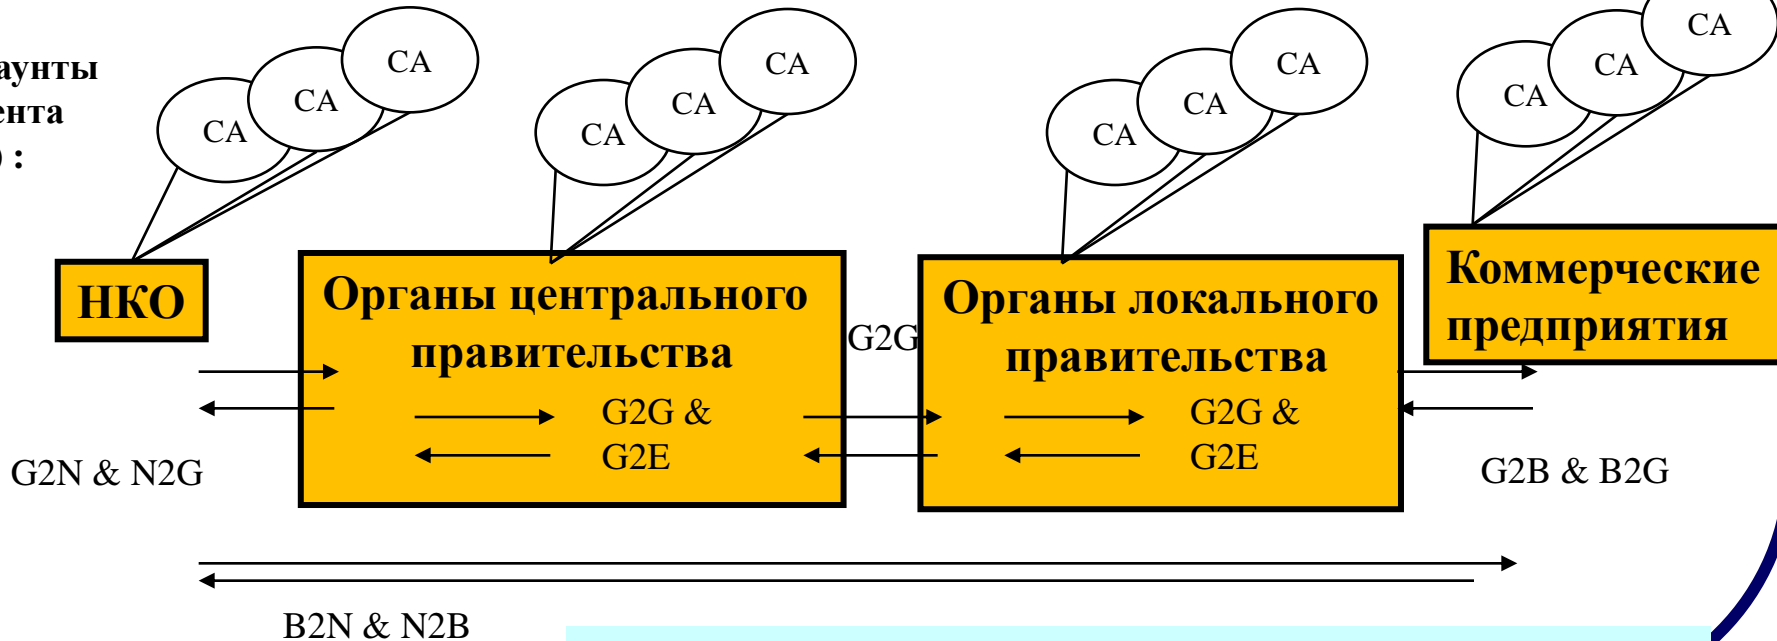 CA CA CA
CA CA CA
CA CA CA
CA CA CA
аунты
ента
) :
НКО
Органы центрального
правительства
G2G &
G2E
G2G
Органы локального
правительства
G2G &
G2E
Коммерческие
предприятия
G2N & N2G
G2B & B2G
B2N & N2B